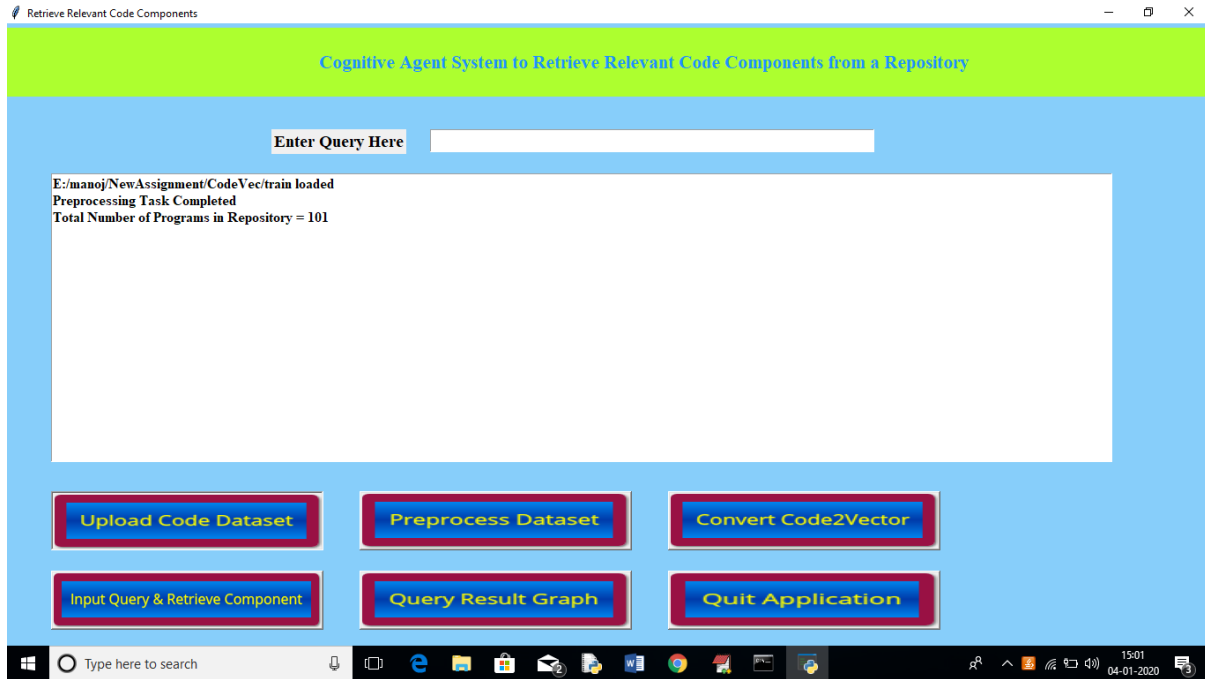 Retrieve Relevant Code Components
Cognitive Agent System to Retrieve Relevant Code Components from a Repository
Enter Query Here
E:/manoj/NewAssignment/CodeVec/train loaded
Preprocessing Task Completed
Total Number of Programs in Repository = 101
Upload Code Dataset
Preprocess Dataset
Convert Code2Vector
Input Query & Retrieve Component
Query Result Graph
Quit Application
Type here to search
2
15:01
04-01-2020
3